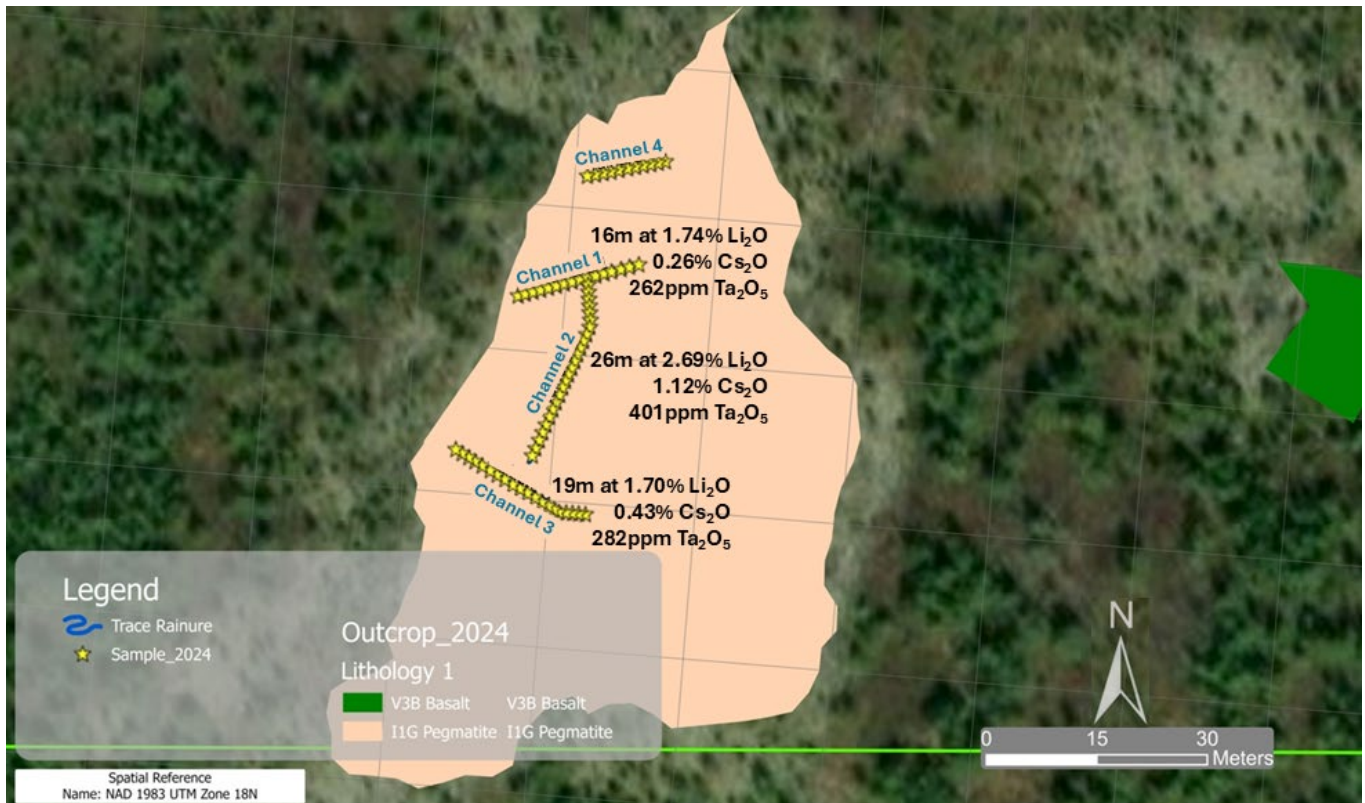 Channel 4
16m at 1.74% Li₂O
0.26% Cs₂O
262ppm Ta₂O₅
Channel 1
Channel 2
26m at 2.69% Li₂O
1.12% Cs₂O
401ppm Ta₂O₅
Channel 3
19m at 1.70% Li₂O
0.43% Cs₂O
282ppm Ta₂O₅
Legend
Trace Rainure
Sample_2024
Outcrop_2024
Lithology 1
V3B Basalt V3B Basalt
I1G Pegmatite I1G Pegmatite
N
0 15 30
Meters
Spatial Reference
Name: NAD 1983 UTM Zone 18N